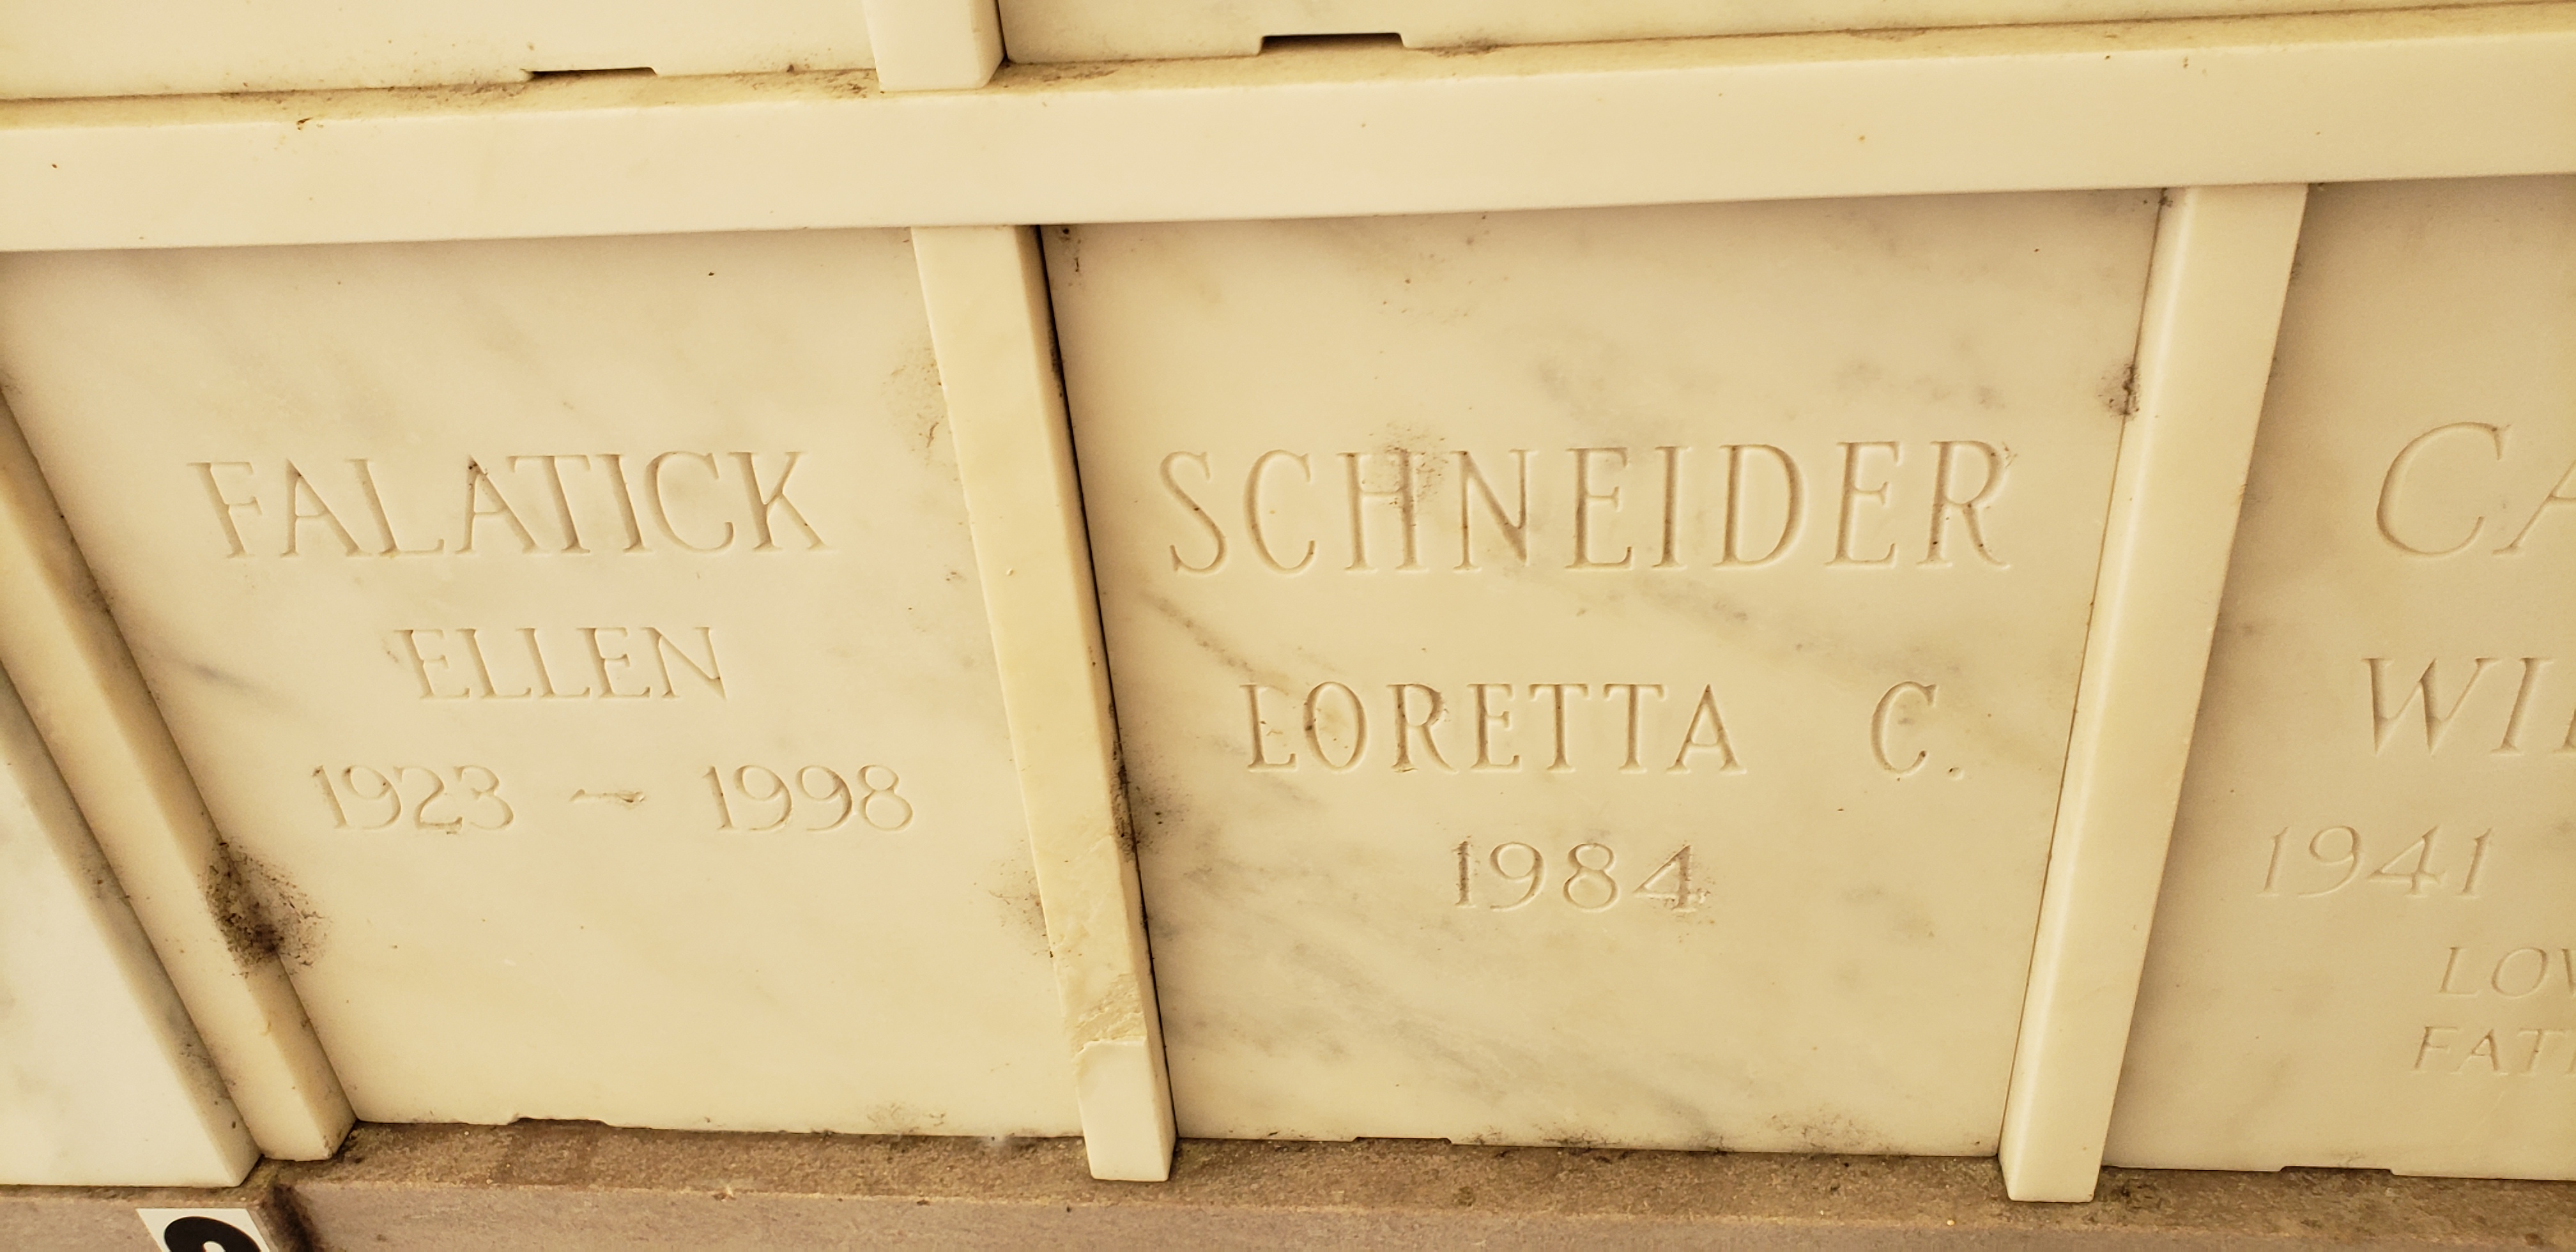 FALATICK
ELLEN
1923 - 1998
SCHNEIDER
LORETTA C.
1984
1941